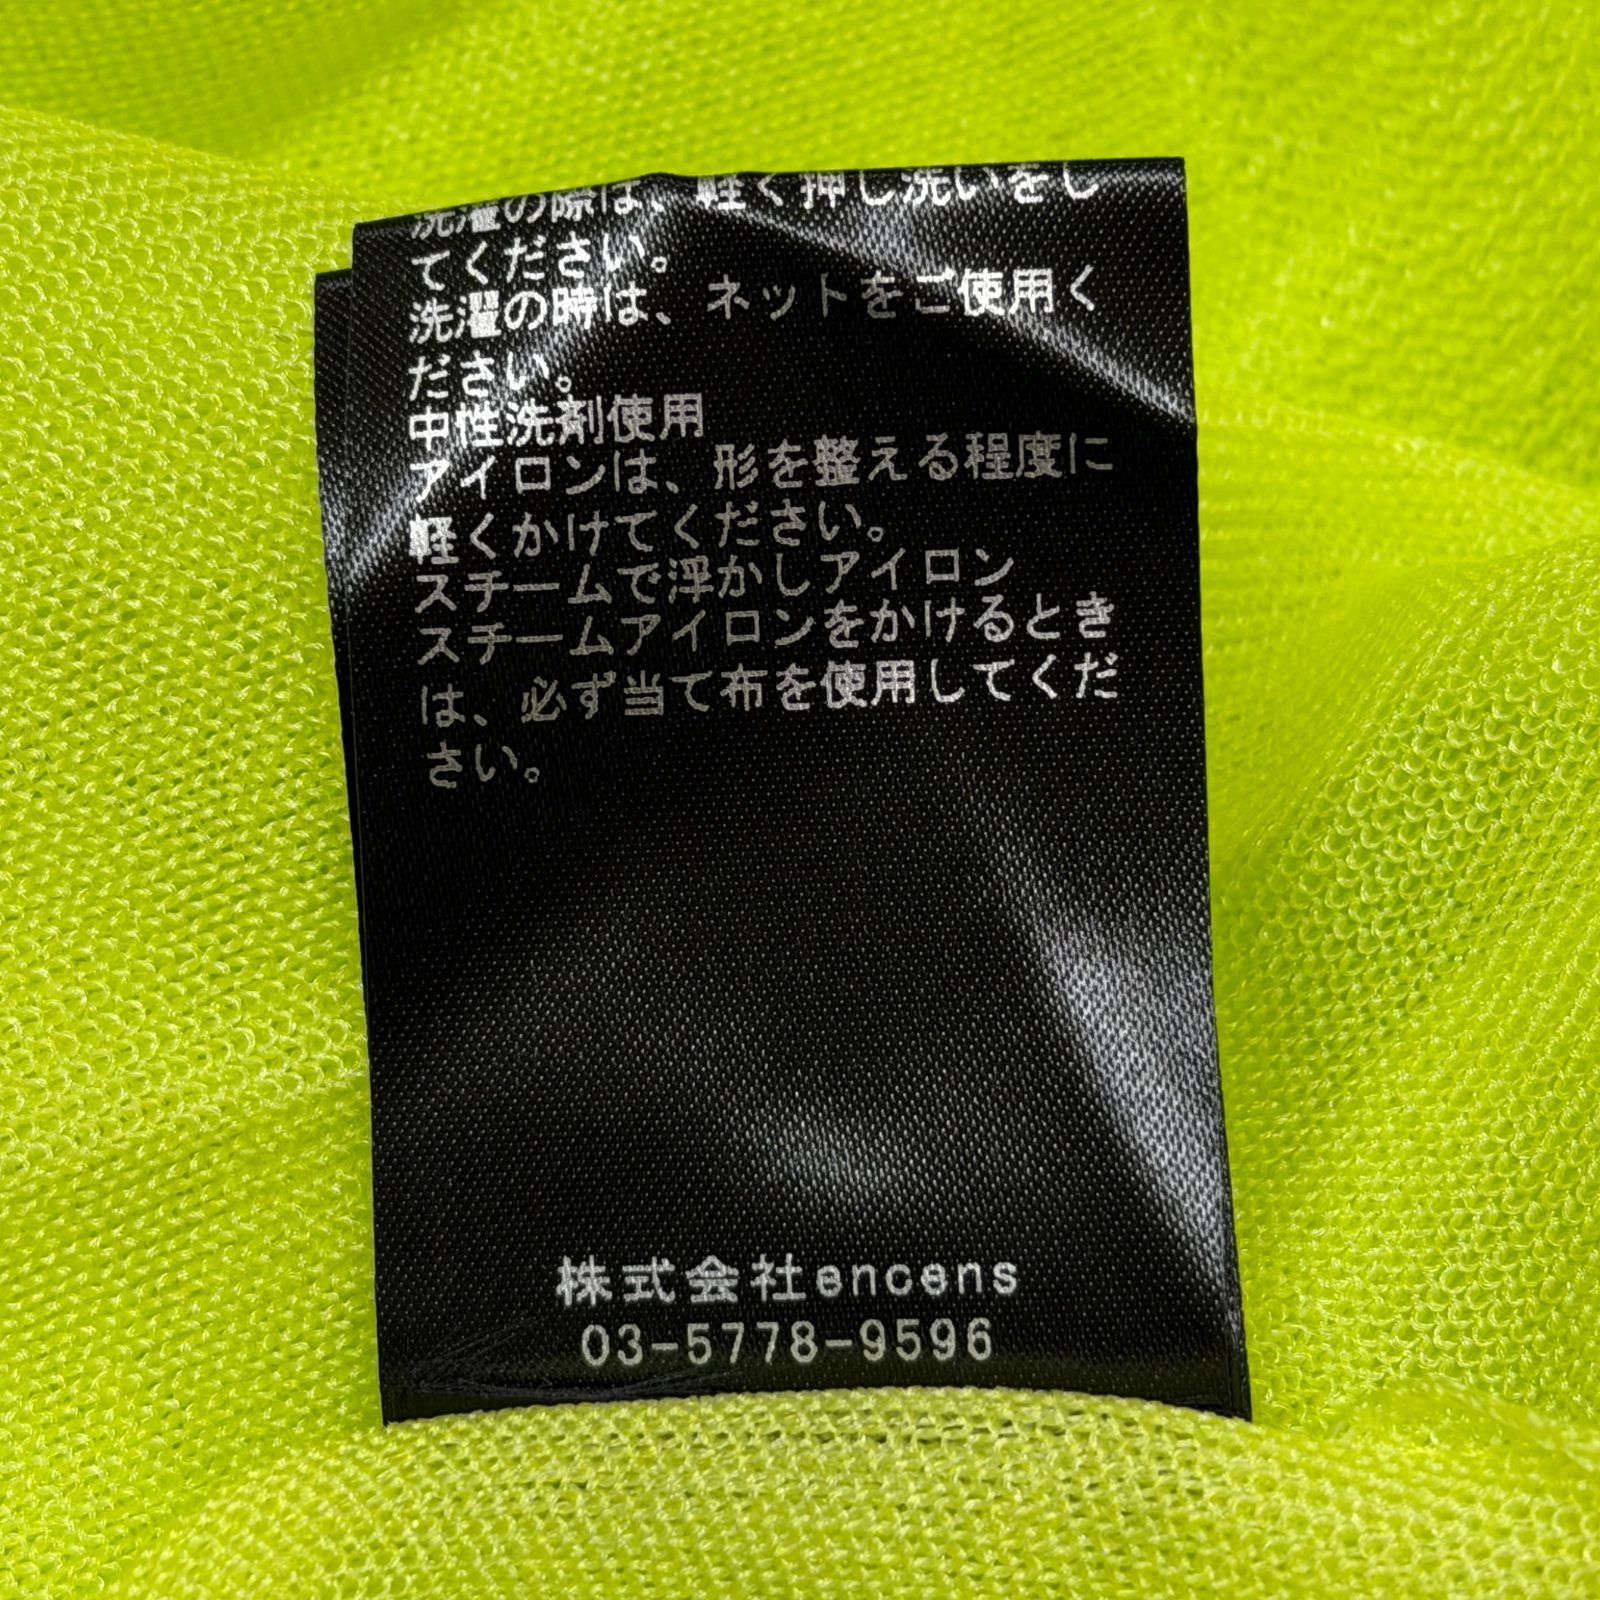 洗濯の際は、軽く押し洗いをし
てください。
洗濯の時は、ネットをご使用く
ださい。
中性洗剤使用
アイロンは、形を整える程度に
軽くかけてください。
スチームで浮かしアイロン
スチームアイロンをかけるとき
は、必ず当て布を使用してくだ
さい。
株式会社encens
03-5778-9596